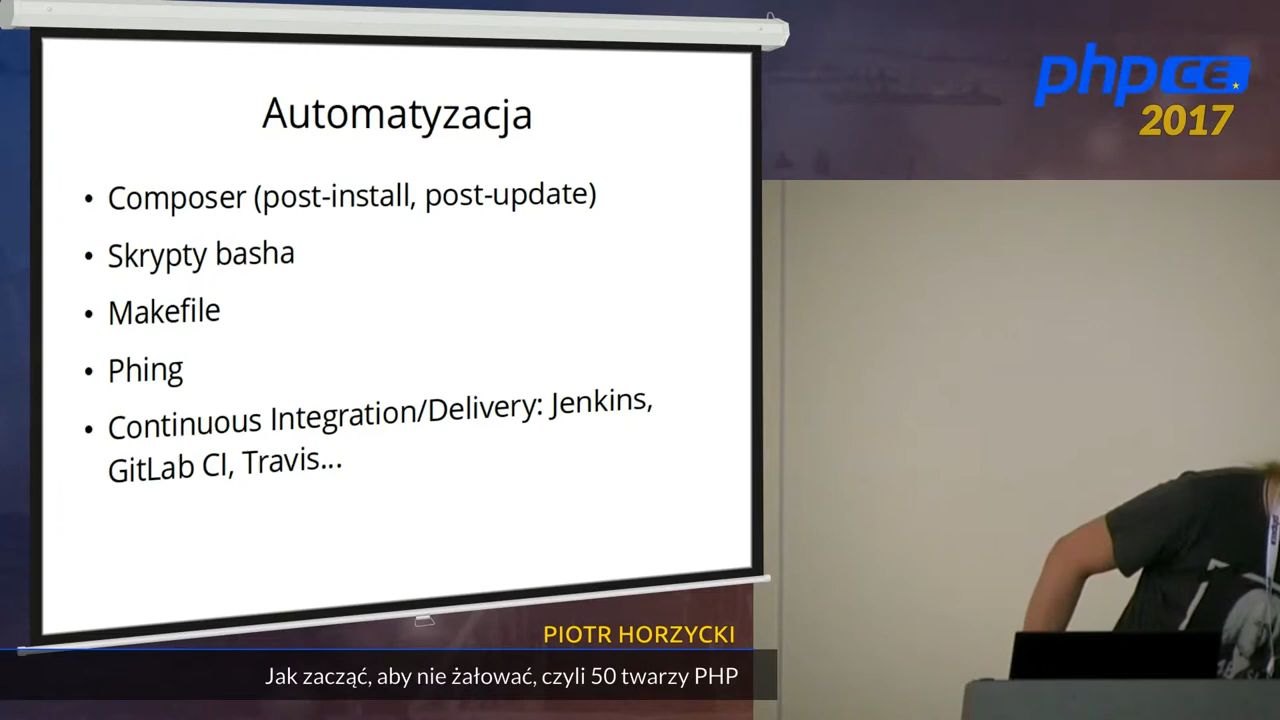 Automatyzacja
• Composer (post-install, post-update)
• Skrypty basha
• Makefile
• Phing
• Continuous Integration/Delivery: Jenkins,
GitLab CI, Travis...
phpCE
2017
PIOTR HORZYCKI
Jak zacząć, aby nie żałować, czyli 50 twarzy PHP